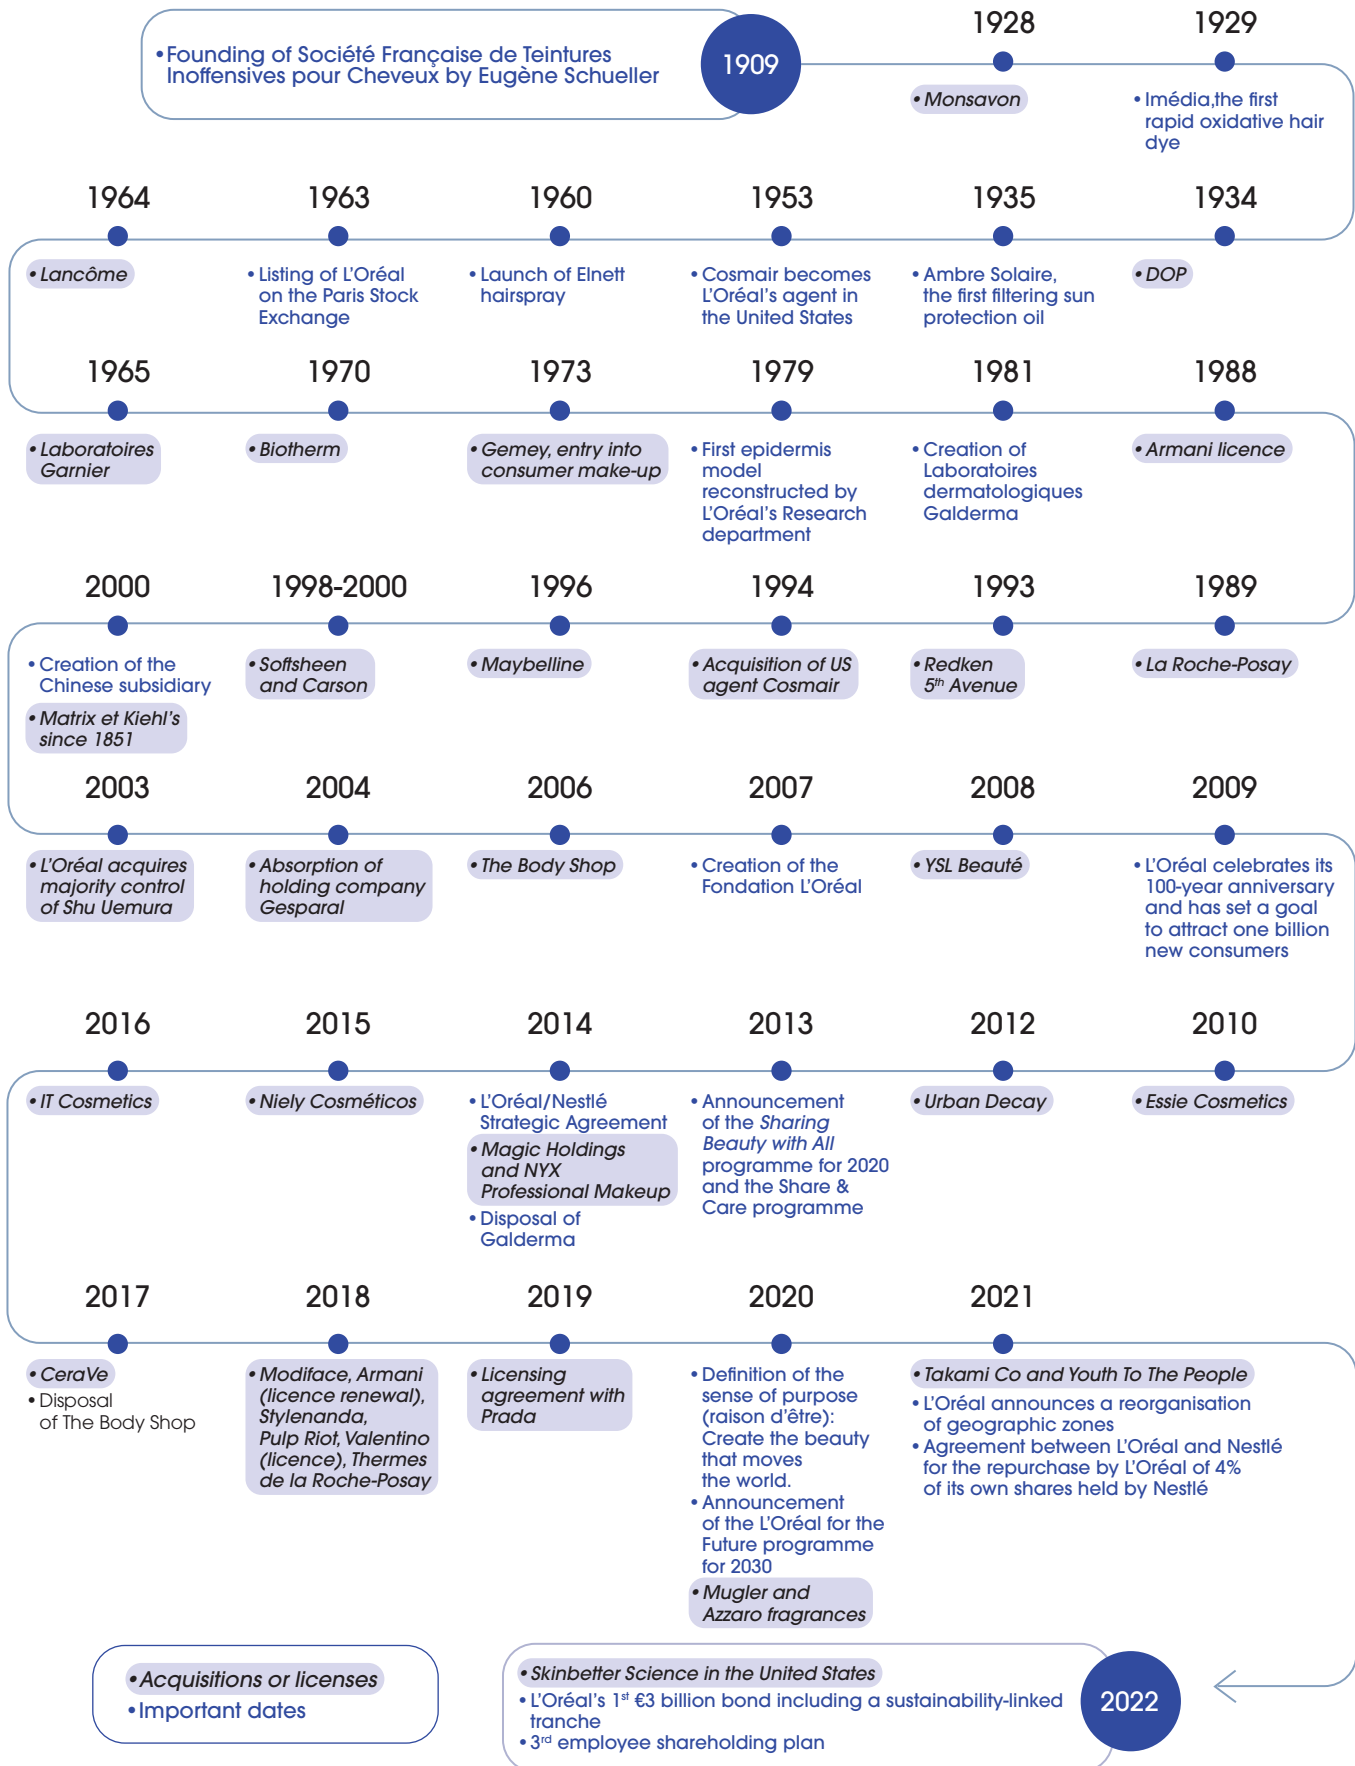 • Founding of Société Française de Teintures
Inoffensives pour Cheveux by Eugène Schueller
1909
1928
• Monsavon
1929
• Imédia,the first
rapid oxidative hair
dye
1964
• Lancôme
1963
• Listing of L’Oréal
on the Paris Stock
Exchange
1960
• Launch of Elnett
hairspray
1953
• Cosmair becomes
L’Oréal’s agent in
the United States
1935
• Ambre Solaire,
the first filtering sun
protection oil
1934
• DOP
1965
• Laboratoires
Garnier
1970
• Biotherm
1973
• Gemey, entry into
consumer make-up
1979
• First epidermis
model
reconstructed by
L’Oréal’s Research
department
1981
• Creation of
Laboratoires
dermatologiques
Galderma
1988
• Armani licence
2000
• Creation of the
Chinese subsidiary
• Matrix et Kiehl’s
since 1851
1998-2000
• Softsheen
and Carson
1996
• Maybelline
1994
• Acquisition of US
agent Cosmair
1993
• Redken
5th Avenue
1989
• La Roche-Posay
2003
• L’Oréal acquires
majority control
of Shu Uemura
2004
• Absorption of
holding company
Gesparal
2006
• The Body Shop
2007
• Creation of the
Fondation L’Oréal
2008
• YSL Beauté
2009
• L’Oréal celebrates its
100-year anniversary
and has set a goal
to attract one billion
new consumers
2016
• IT Cosmetics
2015
• Niely Cosméticos
2014
• L’Oréal/Nestlé
Strategic Agreement
• Magic Holdings
and NYX
Professional Makeup
• Disposal of
Galderma
2013
• Announcement
of the Sharing
Beauty with All
programme for 2020
and the Share &
Care programme
2012
• Urban Decay
2010
• Essie Cosmetics
2017
• CeraVe
• Disposal
of The Body Shop
2018
• Modiface, Armani
(licence renewal),
Stylenanda,
Pulp Riot, Valentino
(licence), Thermes
de la Roche-Posay
2019
• Licensing
agreement with
Prada
2020
• Definition of the
sense of purpose
(raison d’être):
Create the beauty
that moves
the world.
• Announcement
of the L’Oréal for the
Future programme
for 2030
• Mugler and
Azzaro fragrances
2021
• Takami Co and Youth To The People
• L’Oréal announces a reorganisation
of geographic zones
• Agreement between L’Oréal and Nestlé
for the repurchase by L’Oréal of 4%
of its own shares held by Nestlé
• Acquisitions or licenses
• Important dates
• Skinbetter Science in the United States
• L’Oréal’s 1st €3 billion bond including a sustainability-linked
tranche
• 3rd employee shareholding plan
2022